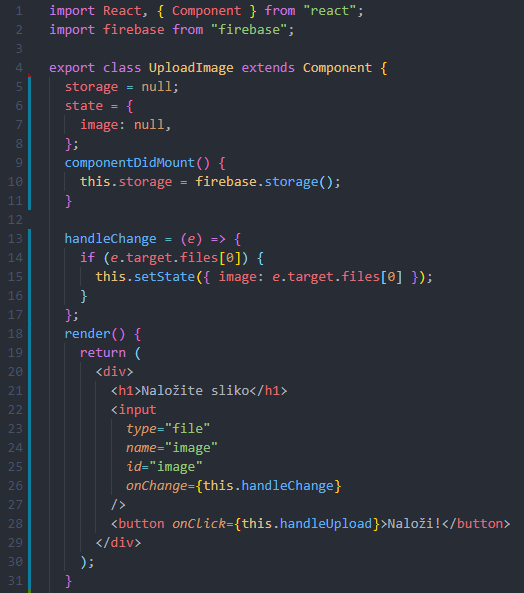 1 import React, { Component } from "react";
2 import firebase from "firebase";
3
4 export class UploadImage extends Component {
5 storage = null;
6 state = {
7 image: null,
8 };
9 componentDidMount() {
10 this.storage = firebase.storage();
11 }
12
13 handleChange = (e) => {
14 if (e.target.files[0]) {
15 this.setState({ image: e.target.files[0] });
16 }
17 };
18 render() {
19 return (
20 <div>
21 <h1>Naložite sliko</h1>
22 <input
23 type="file"
24 name="image"
25 id="image"
26 onChange={this.handleChange}
27 />
28 <button onClick={this.handleUpload}>Naloži!</button>
29 </div>
30 );
31 }